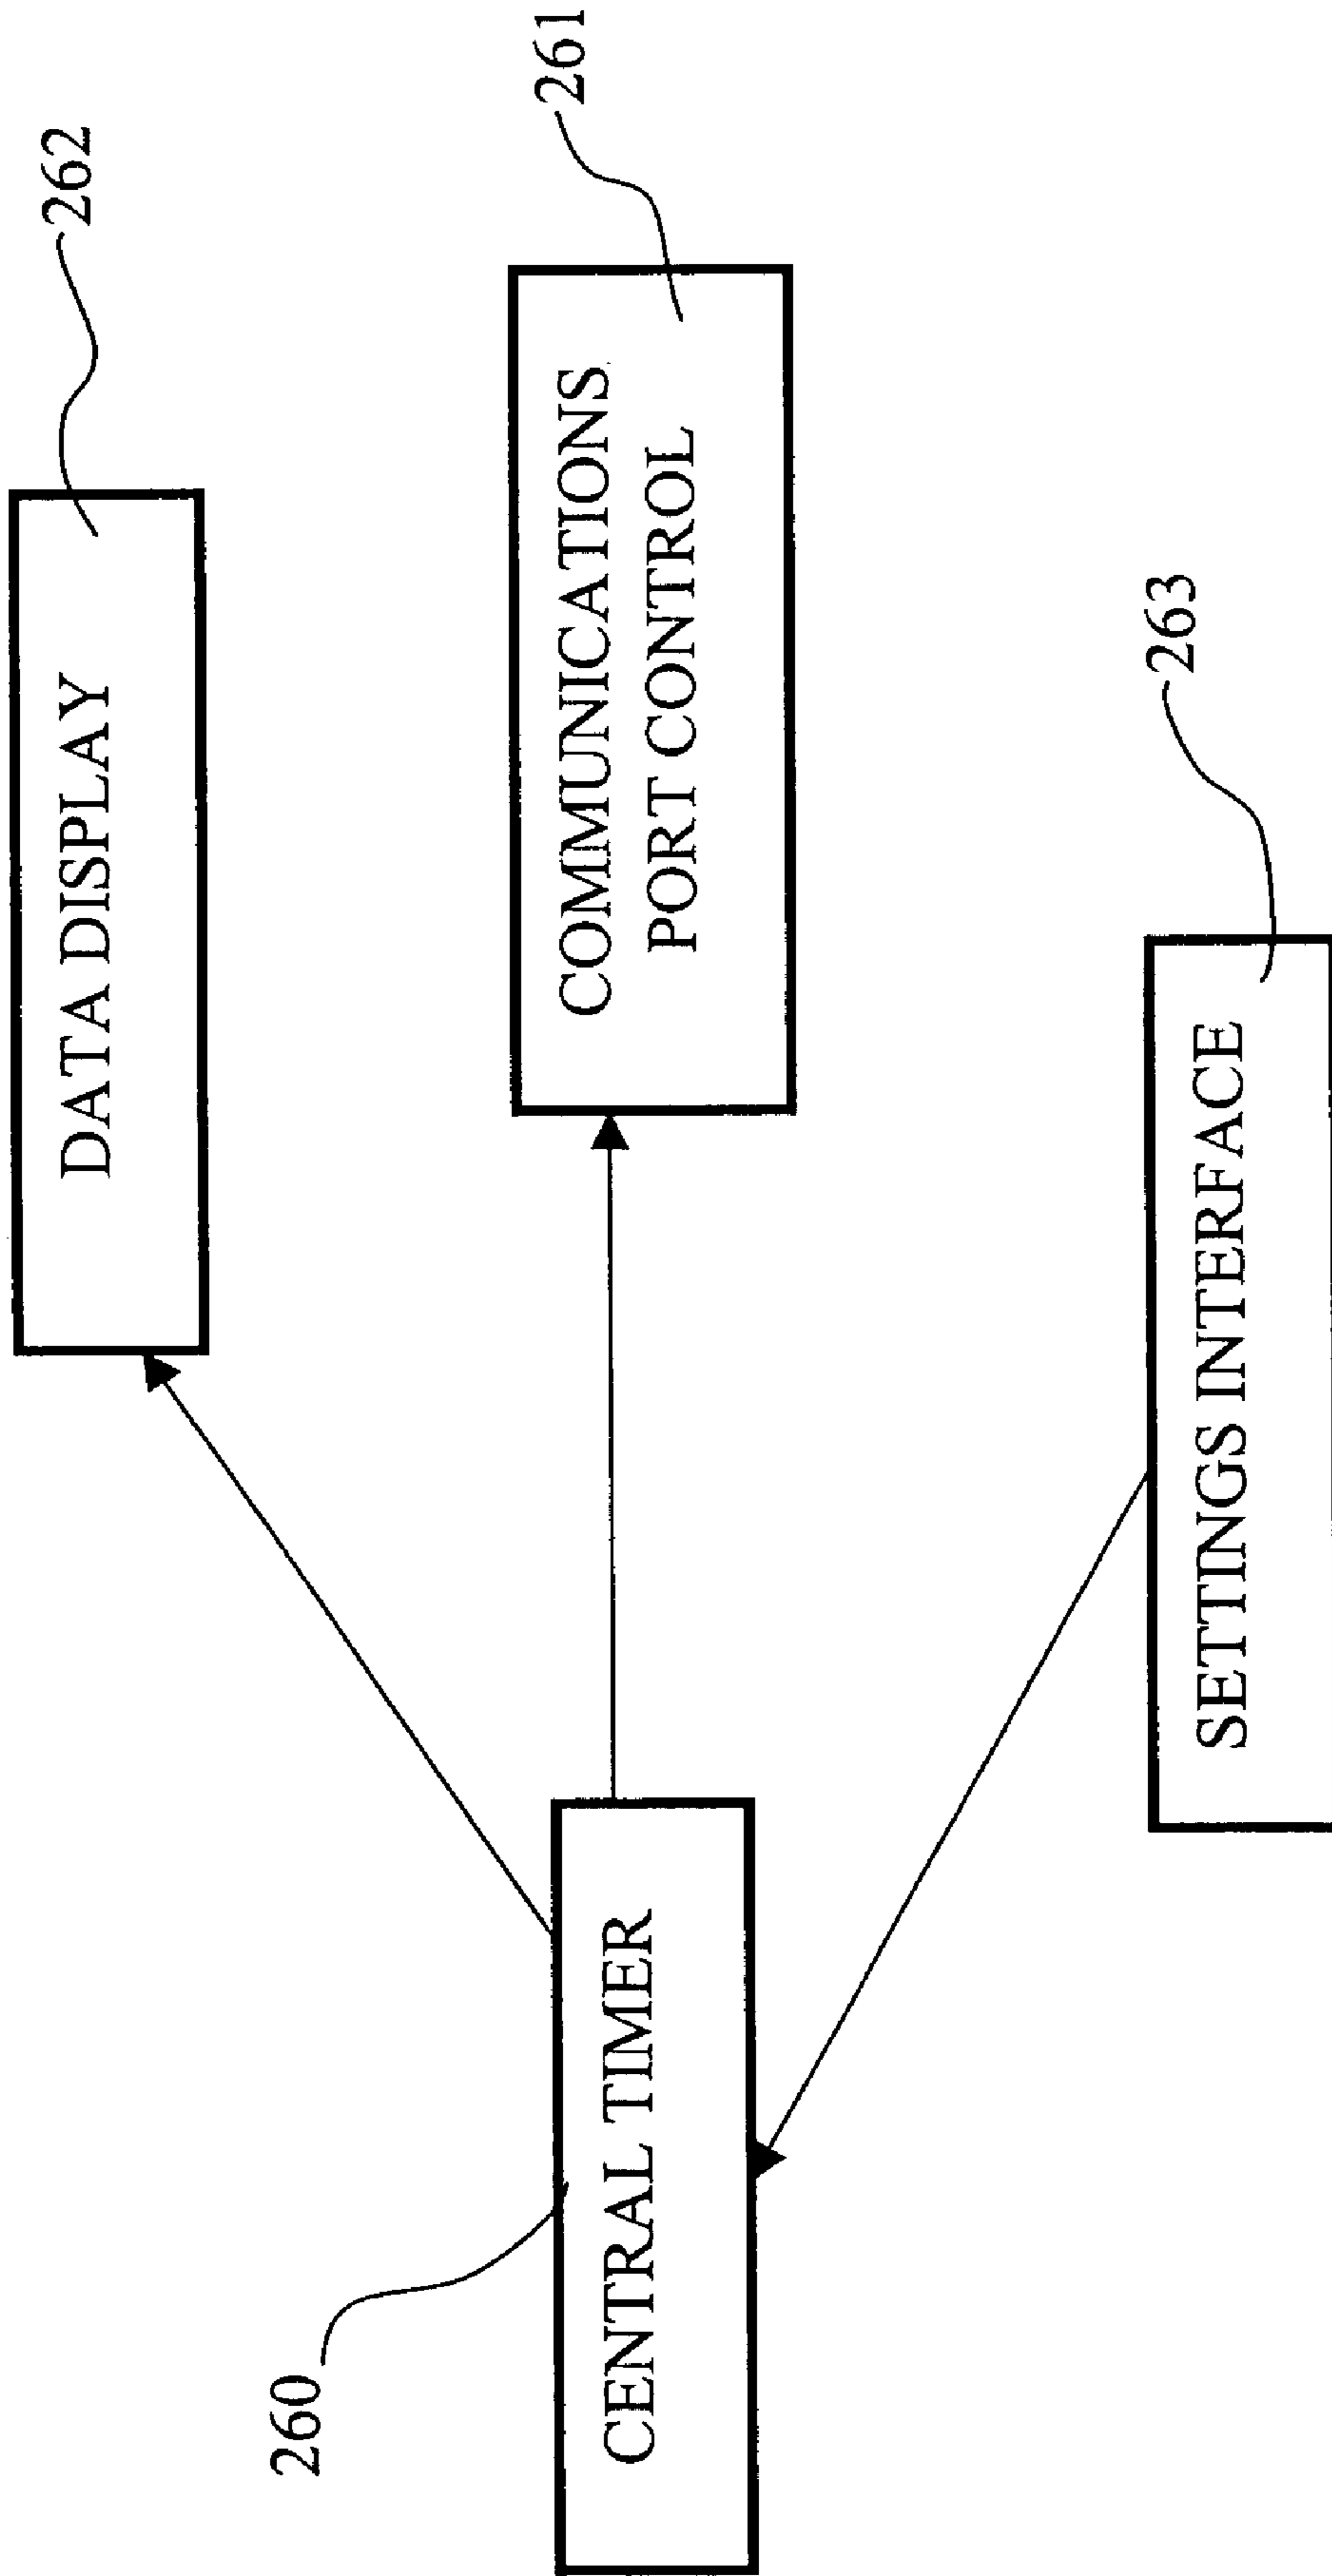 262
DATA DISPLAY
261
COMMUNICATIONS
PORT CONTROL
260
CENTRAL TIMER
263
SETTINGS INTERFACE